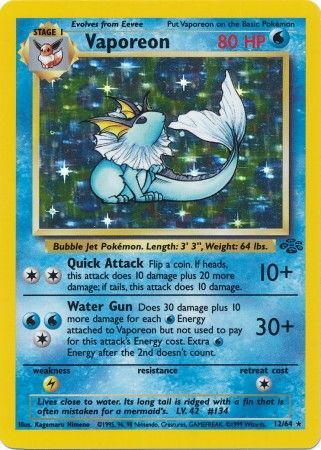 STAGE 1
Evolves from Eevee
Put Vaporeon on the Basic Pokémon
Vaporeon
80 HP
Bubble Jet Pokémon. Length: 3' 3", Weight: 64 lbs.
Quick Attack Flip a coin. If heads,
this attack does 10 damage plus 20 more
damage; if tails, this attack does 10 damage.
10+
Water Gun Does 30 damage plus 10
more damage for each Energy
attached to Vaporeon but not used to pay
for this attack's Energy cost. Extra
Energy after the 2nd doesn't count.
30+
weakness
resistance
retreat cost
Lives close to water. Its long tail is ridged with a fin that is
often mistaken for a mermaid's. LV. 42 #134
Illus. Kagemaru Himeno
©1995, 96, 98 Nintendo, Creatures, GAMEFREAK. ©1999 Wizards.
12/64